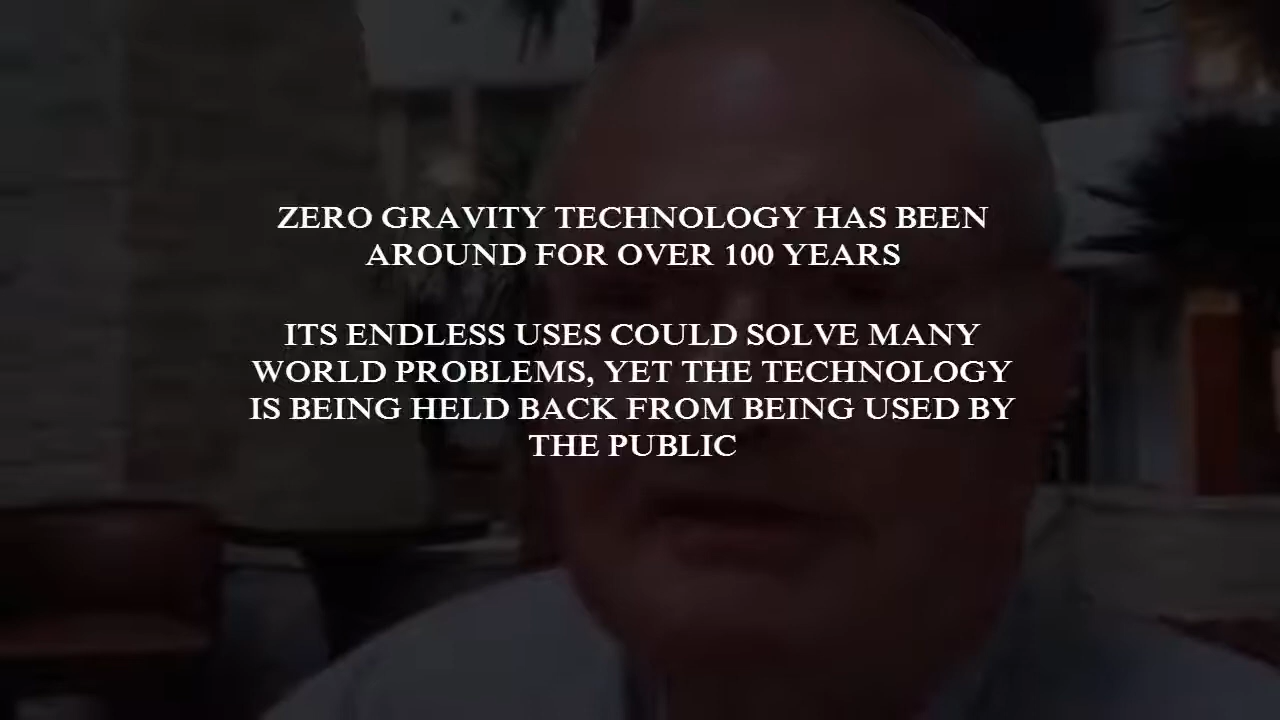 ZERO GRAVITY TECHNOLOGY HAS BEEN
AROUND FOR OVER 100 YEARS
ITS ENDLESS USES COULD SOLVE MANY
WORLD PROBLEMS, YET THE TECHNOLOGY
IS BEING HELD BACK FROM BEING USED BY
THE PUBLIC